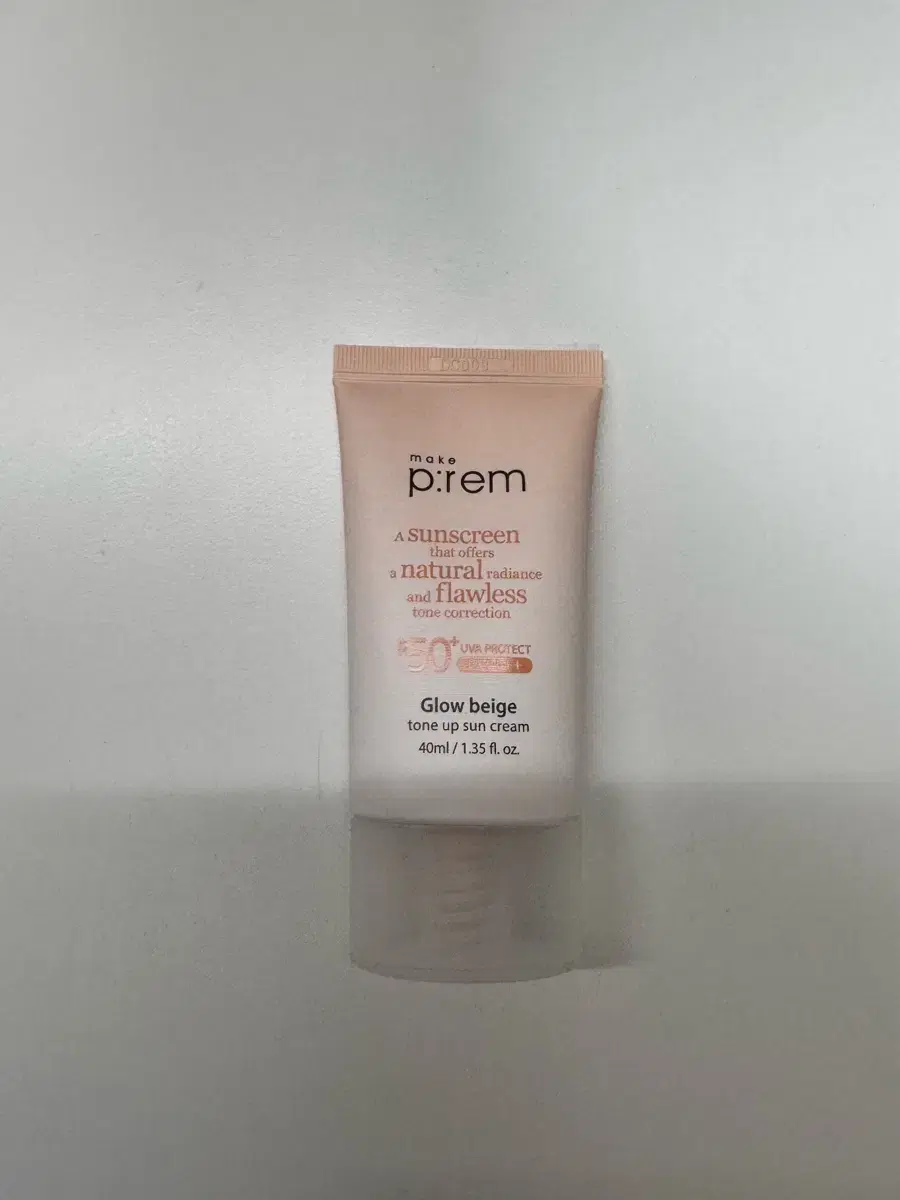 make
p:rem
A sunscreen
that offers
a natural radiance
and flawless
tone correction
50+ UVA PROTECT
Glow beige
tone up sun cream
40ml / 1.35 fl. oz.